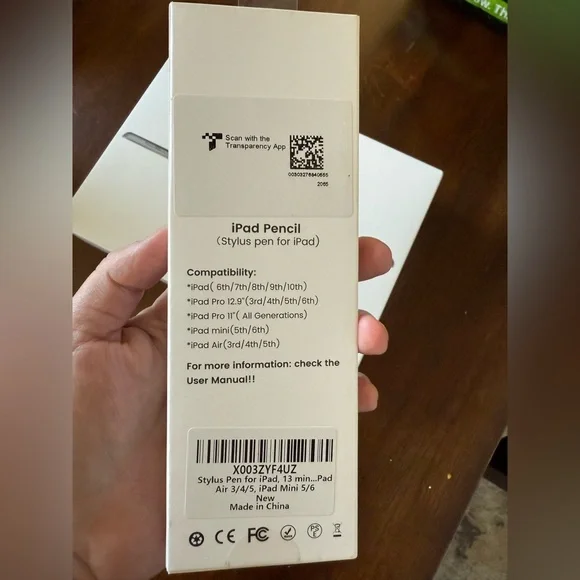 w. The
Scan with the
Transparency App
2065
iPad Pencil
(Stylus pen for iPad)
Compatibility:
*iPad( 6th/7th/8th/9th/10th)
*iPad Pro 12.9"(3rd/4th/5th/6th)
*iPad Pro 11"( All Generations)
*iPad mini(5th/6th)
*iPad Air(3rd/4th/5th)
For more information: check the
User Manual!!
X003ZYF4UZ
Stylus Pen for iPad, 13 min...Pad
Air 3/4/5, iPad Mini 5/6
New
Made in China
CE FC